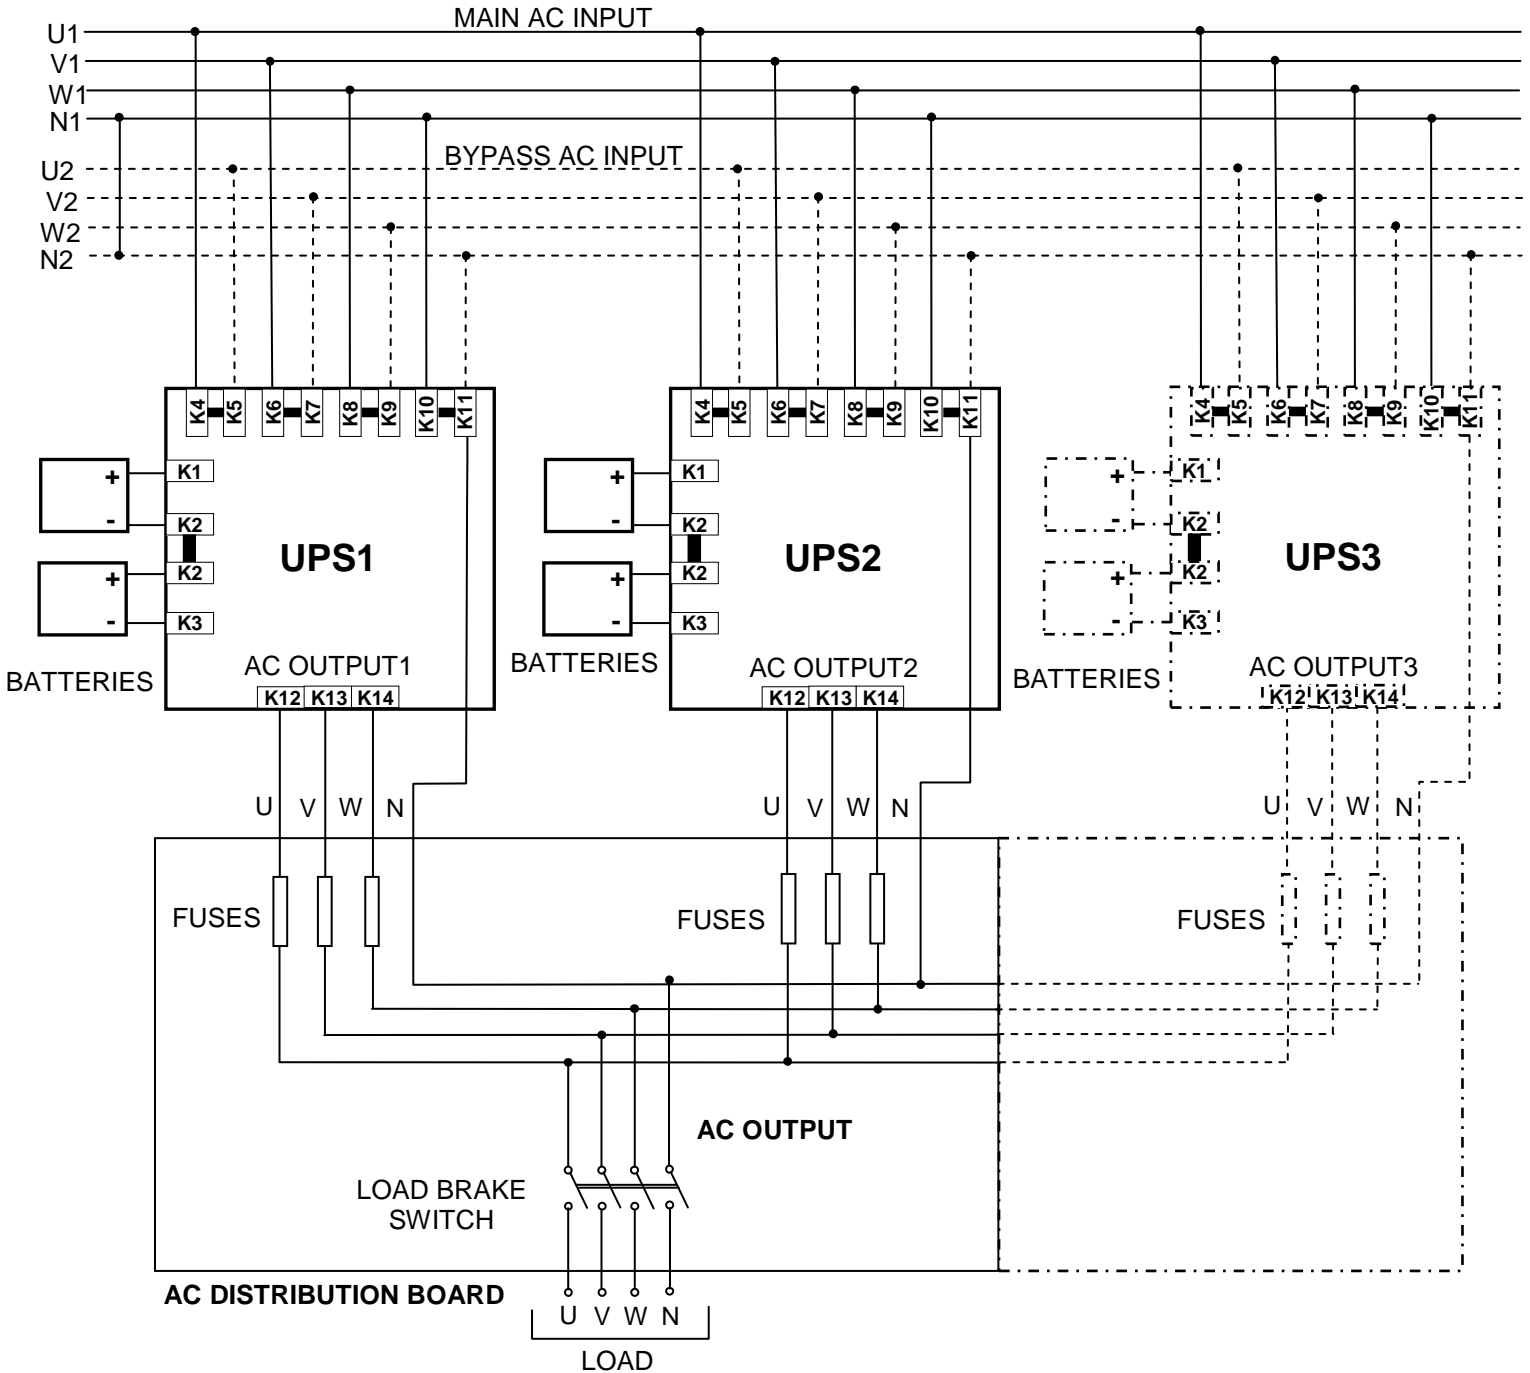 MAIN AC INPUT
U1
V1
W1
N1
BYPASS AC INPUT
U2
V2
W2
N2
K4 K5 K6 K7 K8 K9 K10 K11
K4 K5 K6 K7 K8 K9 K10 K11
K4 K5 K6 K7 K8 K9 K10 K11
+ K1
- K2
UPS1
+ K2
- K3
BATTERIES
AC OUTPUT1
K12 K13 K14
+ K1
- K2
UPS2
+ K2
- K3
BATTERIES
AC OUTPUT2
K12 K13 K14
+ K1
- K2
UPS3
+ K2
- K3
BATTERIES
AC OUTPUT3
K12 K13 K14
U V W N
U V W N
U V W N
FUSES
FUSES
FUSES
AC OUTPUT
LOAD BRAKE
SWITCH
AC DISTRIBUTION BOARD
U V W N
LOAD